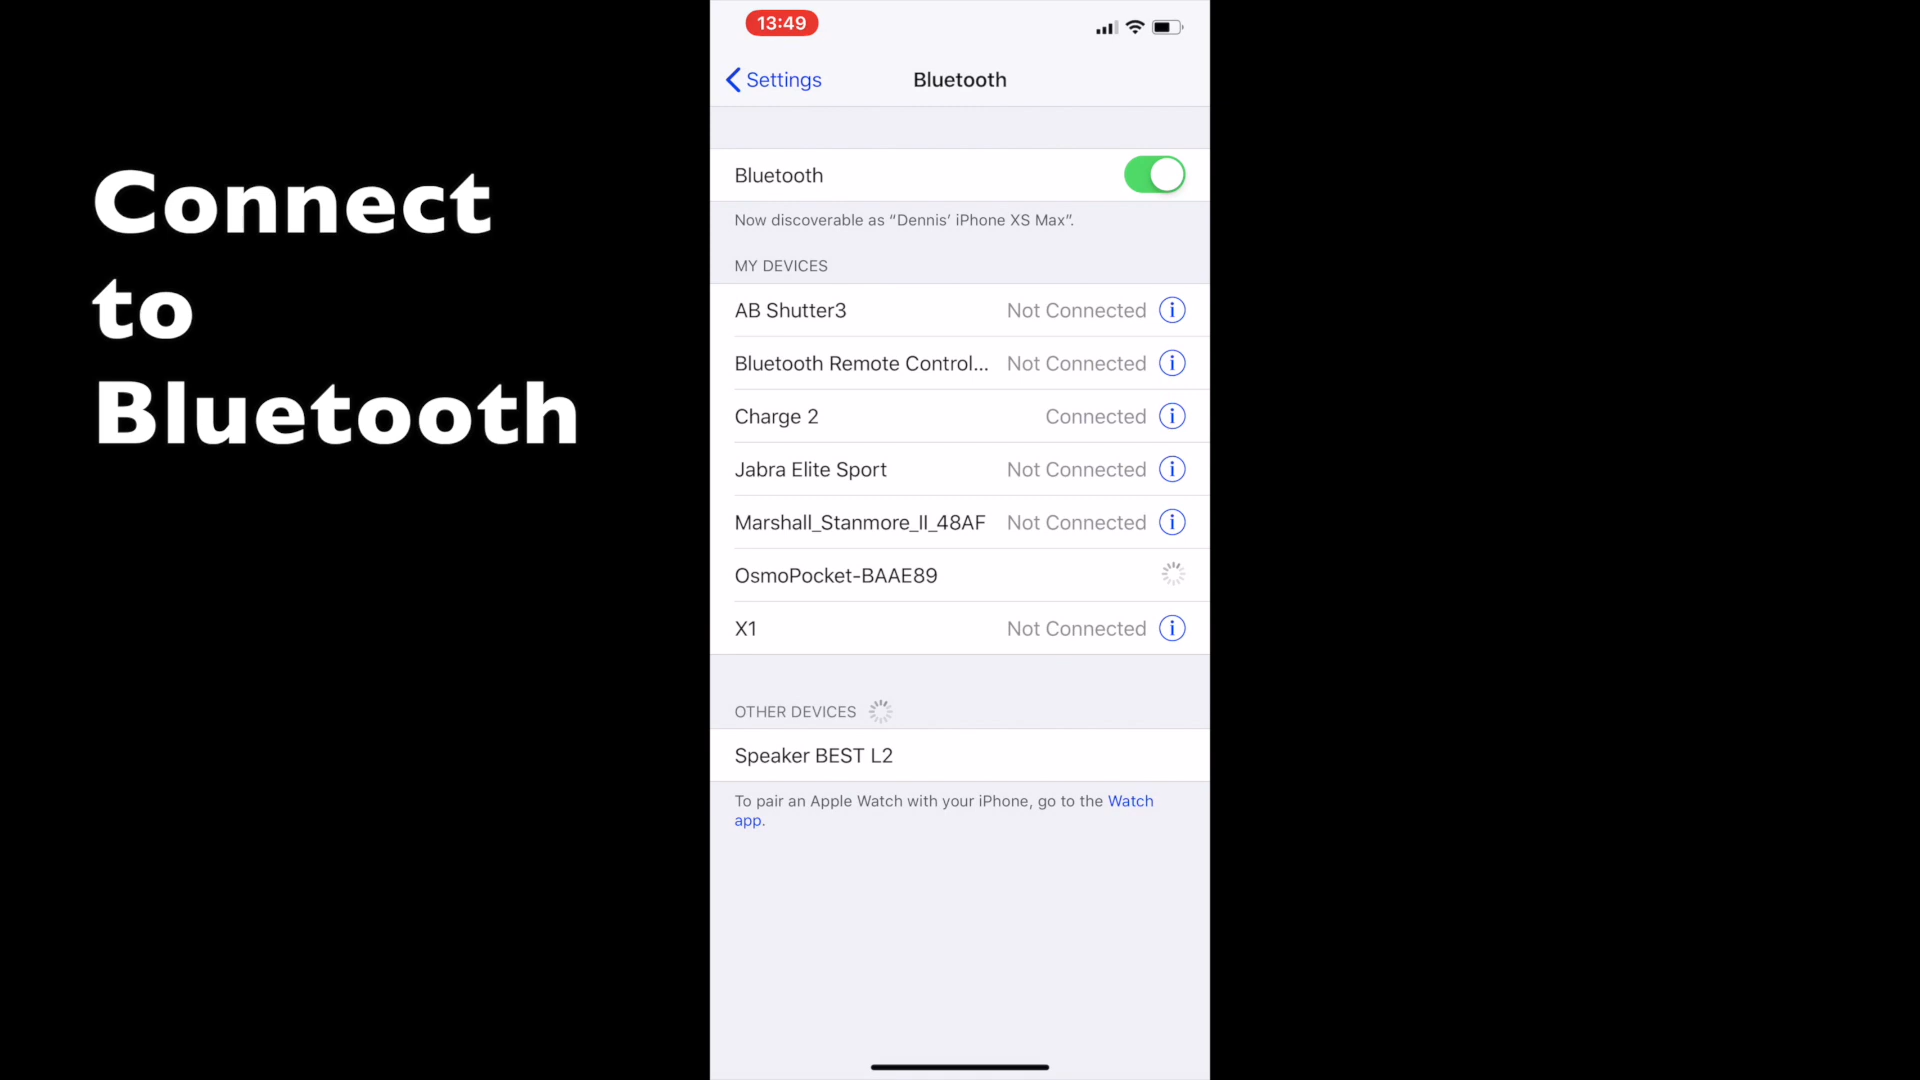 Connect
to
Bluetooth
13:49
Settings
Bluetooth
Bluetooth
Now discoverable as “Dennis’ iPhone XS Max”.
MY DEVICES
AB Shutter3 Not Connected
Bluetooth Remote Control... Not Connected
Charge 2 Connected
Jabra Elite Sport Not Connected
Marshall_Stanmore_II_48AF Not Connected
OsmoPocket-BAAE89
X1 Not Connected
OTHER DEVICES
Speaker BEST L2
To pair an Apple Watch with your iPhone, go to the Watch
app.